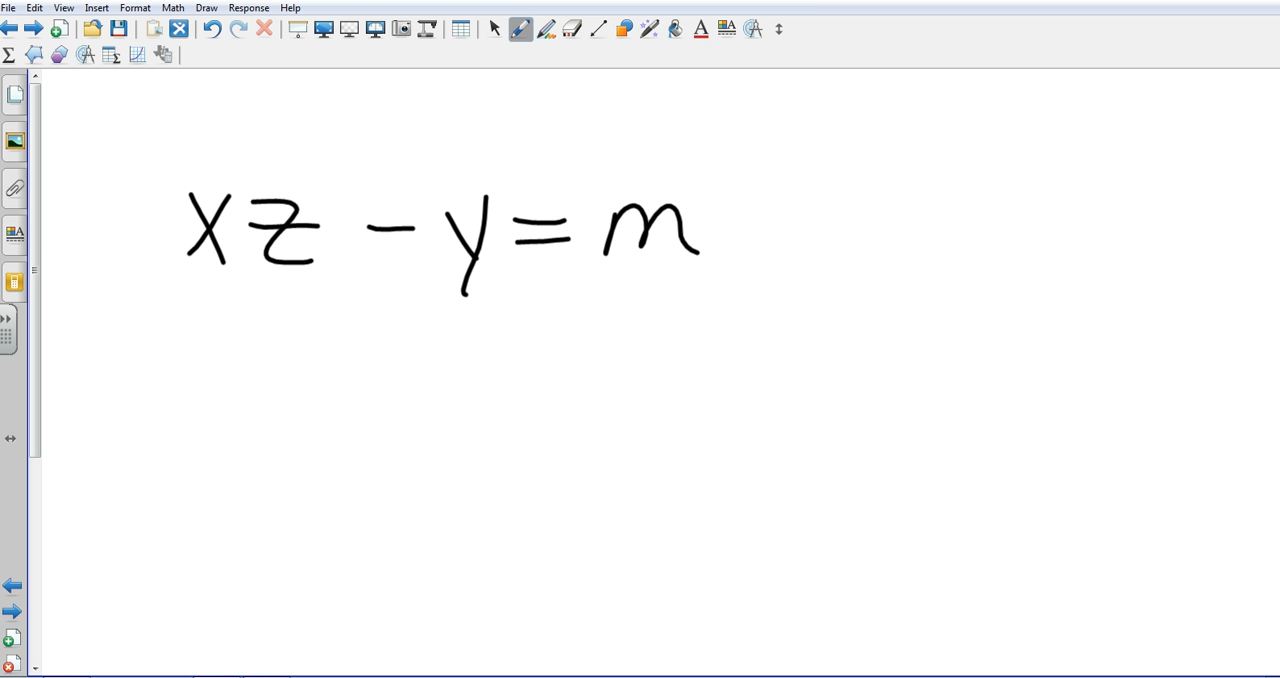 File Edit View Insert Format Math Draw Response Help
xz - y = m